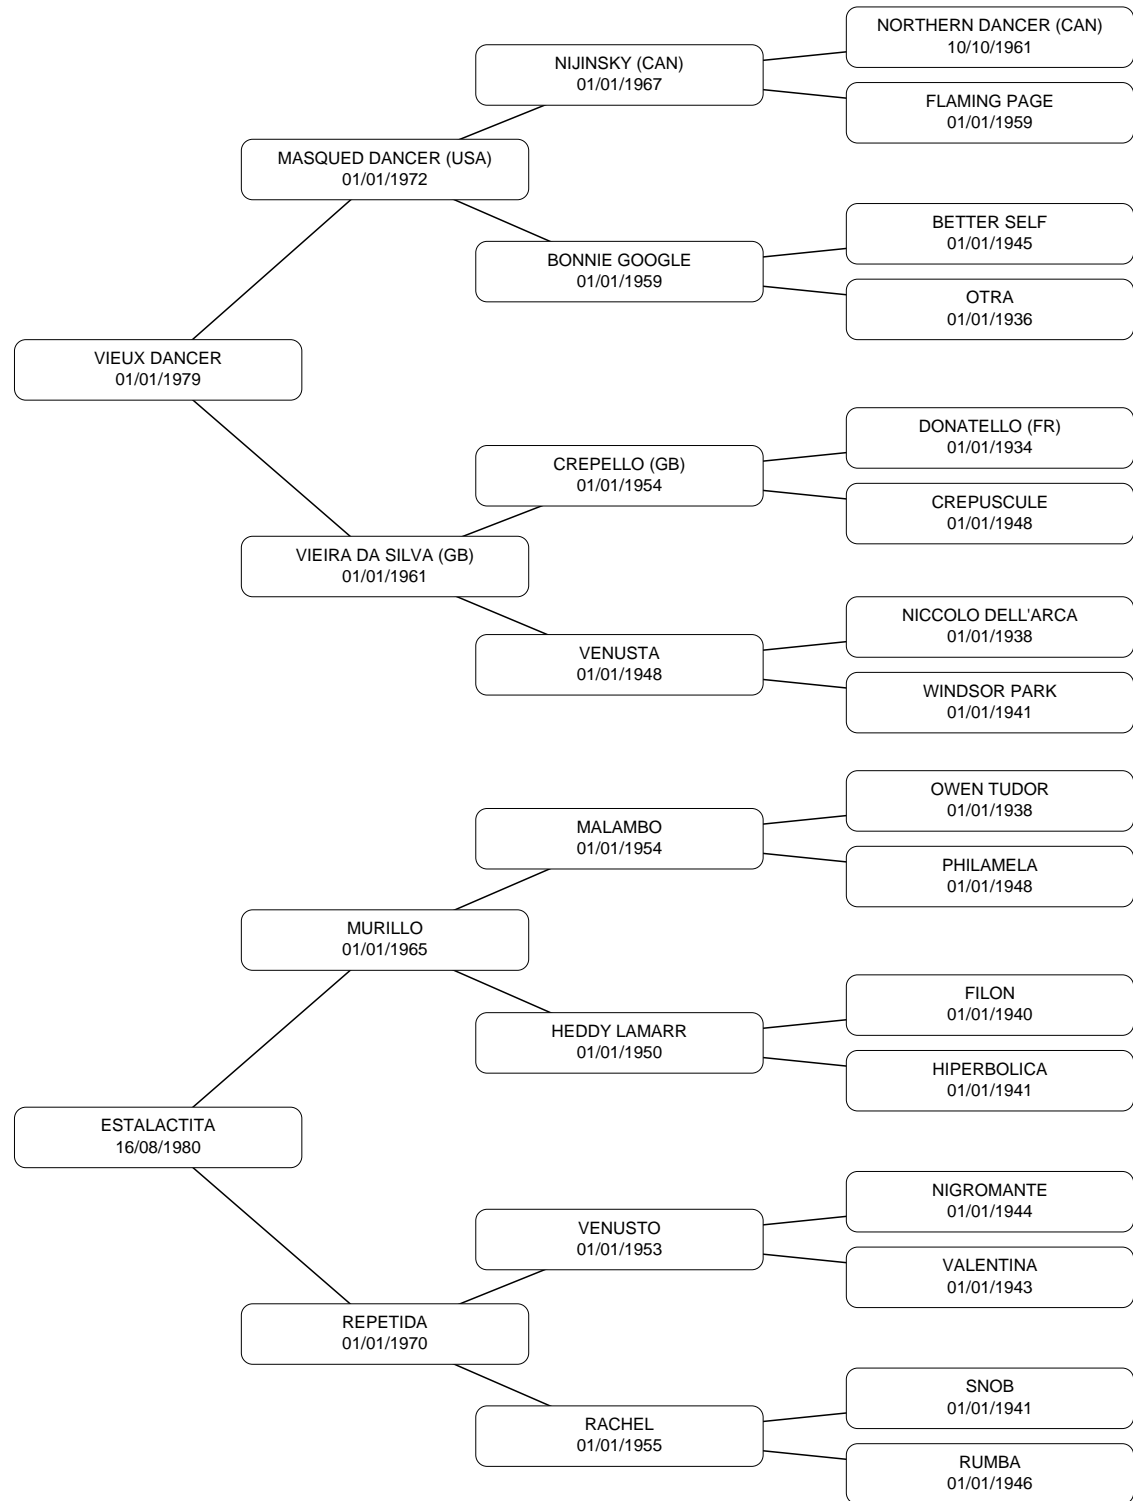 NORTHERN DANCER (CAN)
10/10/1961
NIJINSKY (CAN)
01/01/1967
FLAMING PAGE
01/01/1959
MASQUED DANCER (USA)
01/01/1972
BETTER SELF
01/01/1945
BONNIE GOOGLE
01/01/1959
OTRA
01/01/1936
VIEUX DANCER
01/01/1979
DONATELLO (FR)
01/01/1934
CREPELLO (GB)
01/01/1954
CREPUSCULE
01/01/1948
VIEIRA DA SILVA (GB)
01/01/1961
NICCOLO DELL'ARCA
01/01/1938
VENUSTA
01/01/1948
WINDSOR PARK
01/01/1941
OWEN TUDOR
01/01/1938
MALAMBO
01/01/1954
PHILAMELA
01/01/1948
MURILLO
01/01/1965
FILON
01/01/1940
HEDDY LAMARR
01/01/1950
HIPERBOLICA
01/01/1941
ESTALACTITA
16/08/1980
NIGROMANTE
01/01/1944
VENUSTO
01/01/1953
VALENTINA
01/01/1943
REPETIDA
01/01/1970
SNOB
01/01/1941
RACHEL
01/01/1955
RUMBA
01/01/1946